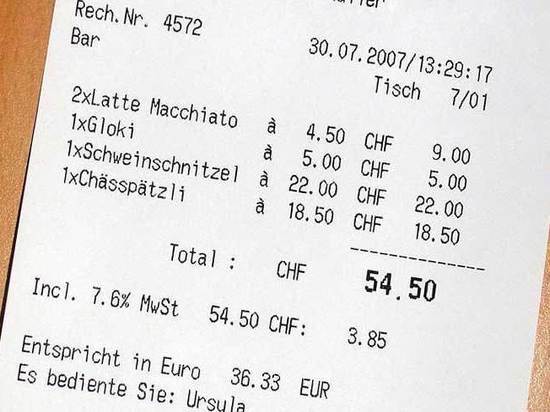 Rech.Nr. 4572
30.07.2007/13:29:17
Bar
Tisch 7/01
2xLatte Macchiato à 4.50 CHF 9.00
1xGloki à 5.00 CHF 5.00
1xSchweinschnitzel à 22.00 CHF 22.00
1xChässpätzli à 18.50 CHF 18.50
Total : CHF 54.50
Incl. 7.6% MwSt 54.50 CHF: 3.85
Entspricht in Euro 36.33 EUR
Es bediente Sie: Ursula